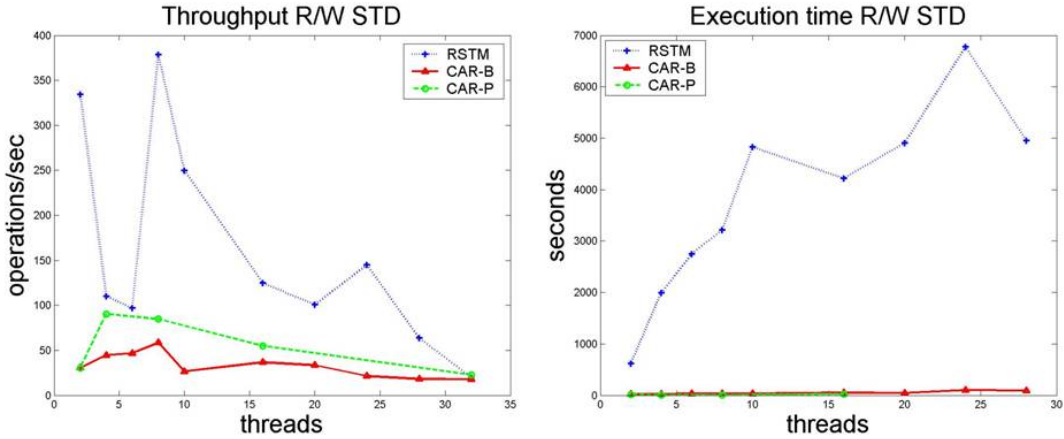 Throughput R/W STD
400
350
300
250
200
150
100
50
0
operations/sec
RSTM
CAR-B
CAR-P
0 5 10 15 20 25 30 35
threads
Execution time R/W STD
7000
6000
5000
4000
3000
2000
1000
0
seconds
RSTM
CAR-B
CAR-P
0 5 10 15 20 25 30
threads